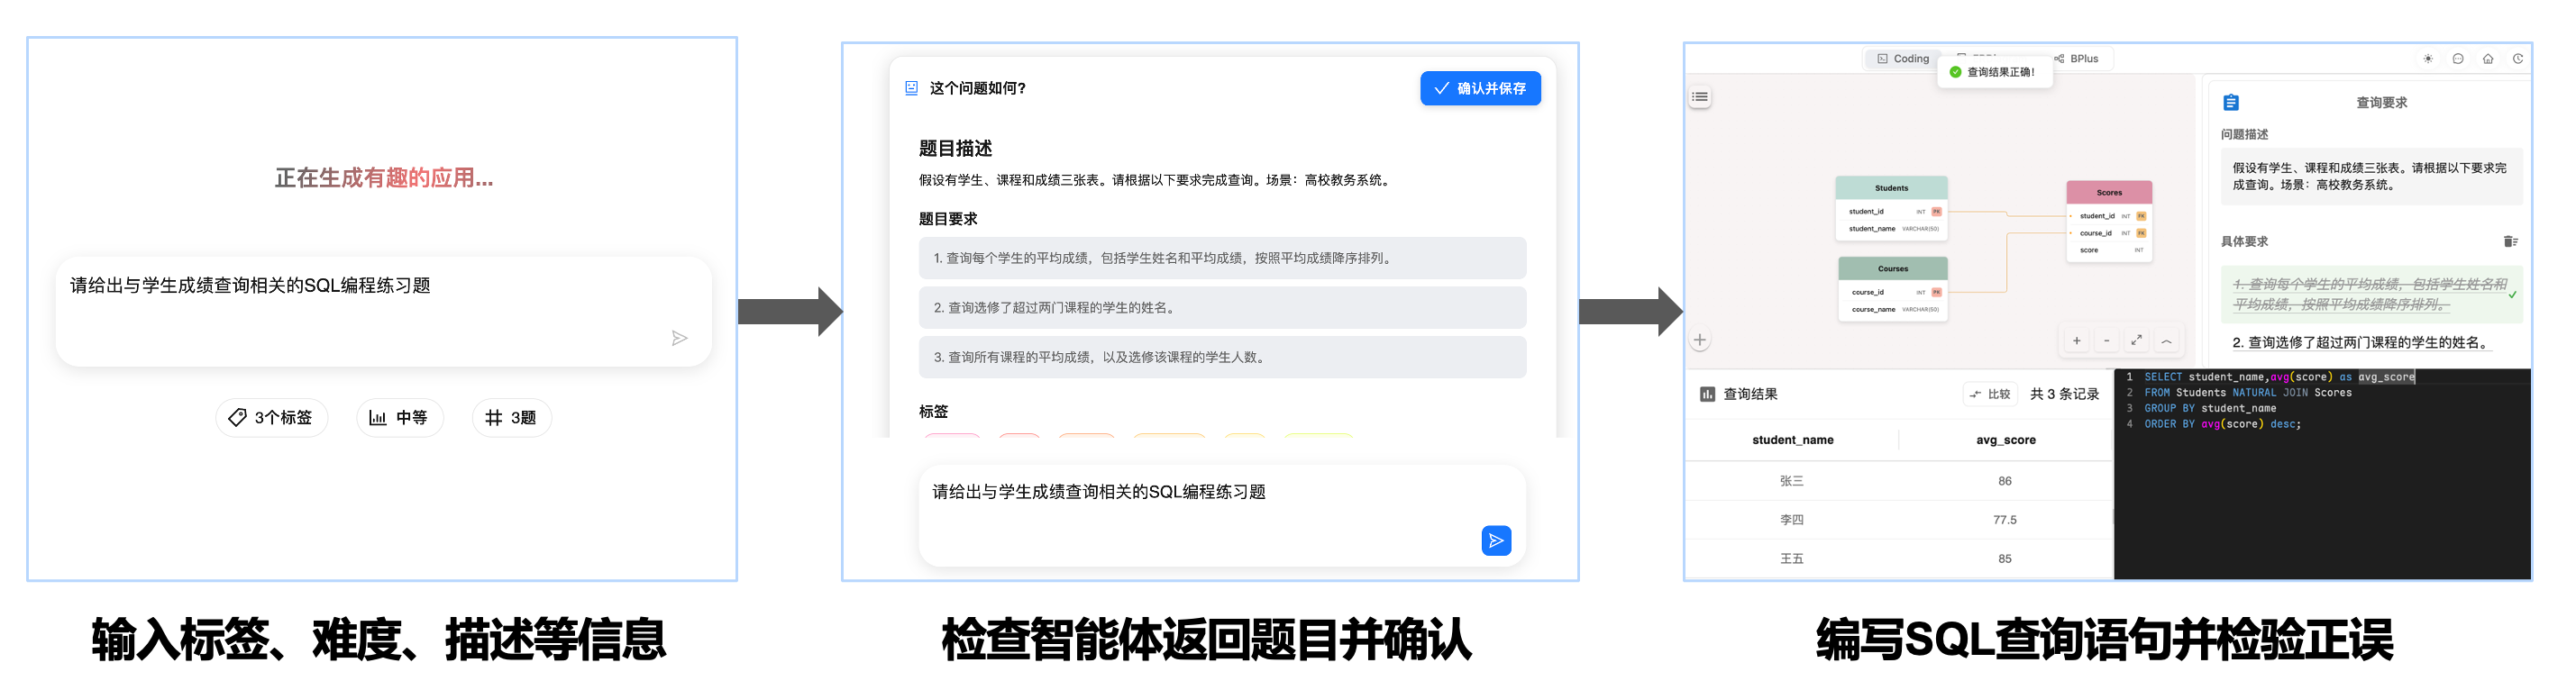 正在生成有趣的应用...
请给出与学生成绩查询相关的SQL编程练习题
3个标签
中等
3题
输入标签、难度、描述等信息
这个问题如何?
确认并保存
题目描述
假设有学生、课程和成绩三张表。请根据以下要求完成查询。场景：高校教务系统。
题目要求
1. 查询每个学生的平均成绩，包括学生姓名和平均成绩，按照平均成绩降序排列。
2. 查询选修了超过两门课程的学生的姓名。
3. 查询所有课程的平均成绩，以及选修该课程的学生人数。
标签
请给出与学生成绩查询相关的SQL编程练习题
检查智能体返回题目并确认
Coding
BPlus
查询结果正确!
Students
student_id INT PK
student_name VARCHAR(50)
Courses
course_id INT PK
course_name VARCHAR(50)
Scores
student_id INT FK
course_id INT FK
score INT
查询要求
问题描述
假设有学生、课程和成绩三张表。请根据以下要求完
成查询。场景：高校教务系统。
具体要求
1. 查询每个学生的平均成绩，包括学生姓名和
平均成绩，按照平均成绩降序排列。
2. 查询选修了超过两门课程的学生的姓名。
查询结果
比较
共 3 条记录
student_name avg_score
张三 86
李四 77.5
王五 85
1 SELECT student_name,avg(score) as avg_score
2 FROM Students NATURAL JOIN Scores
3 GROUP BY student_name
4 ORDER BY avg(score) desc;
编写SQL查询语句并检验正误